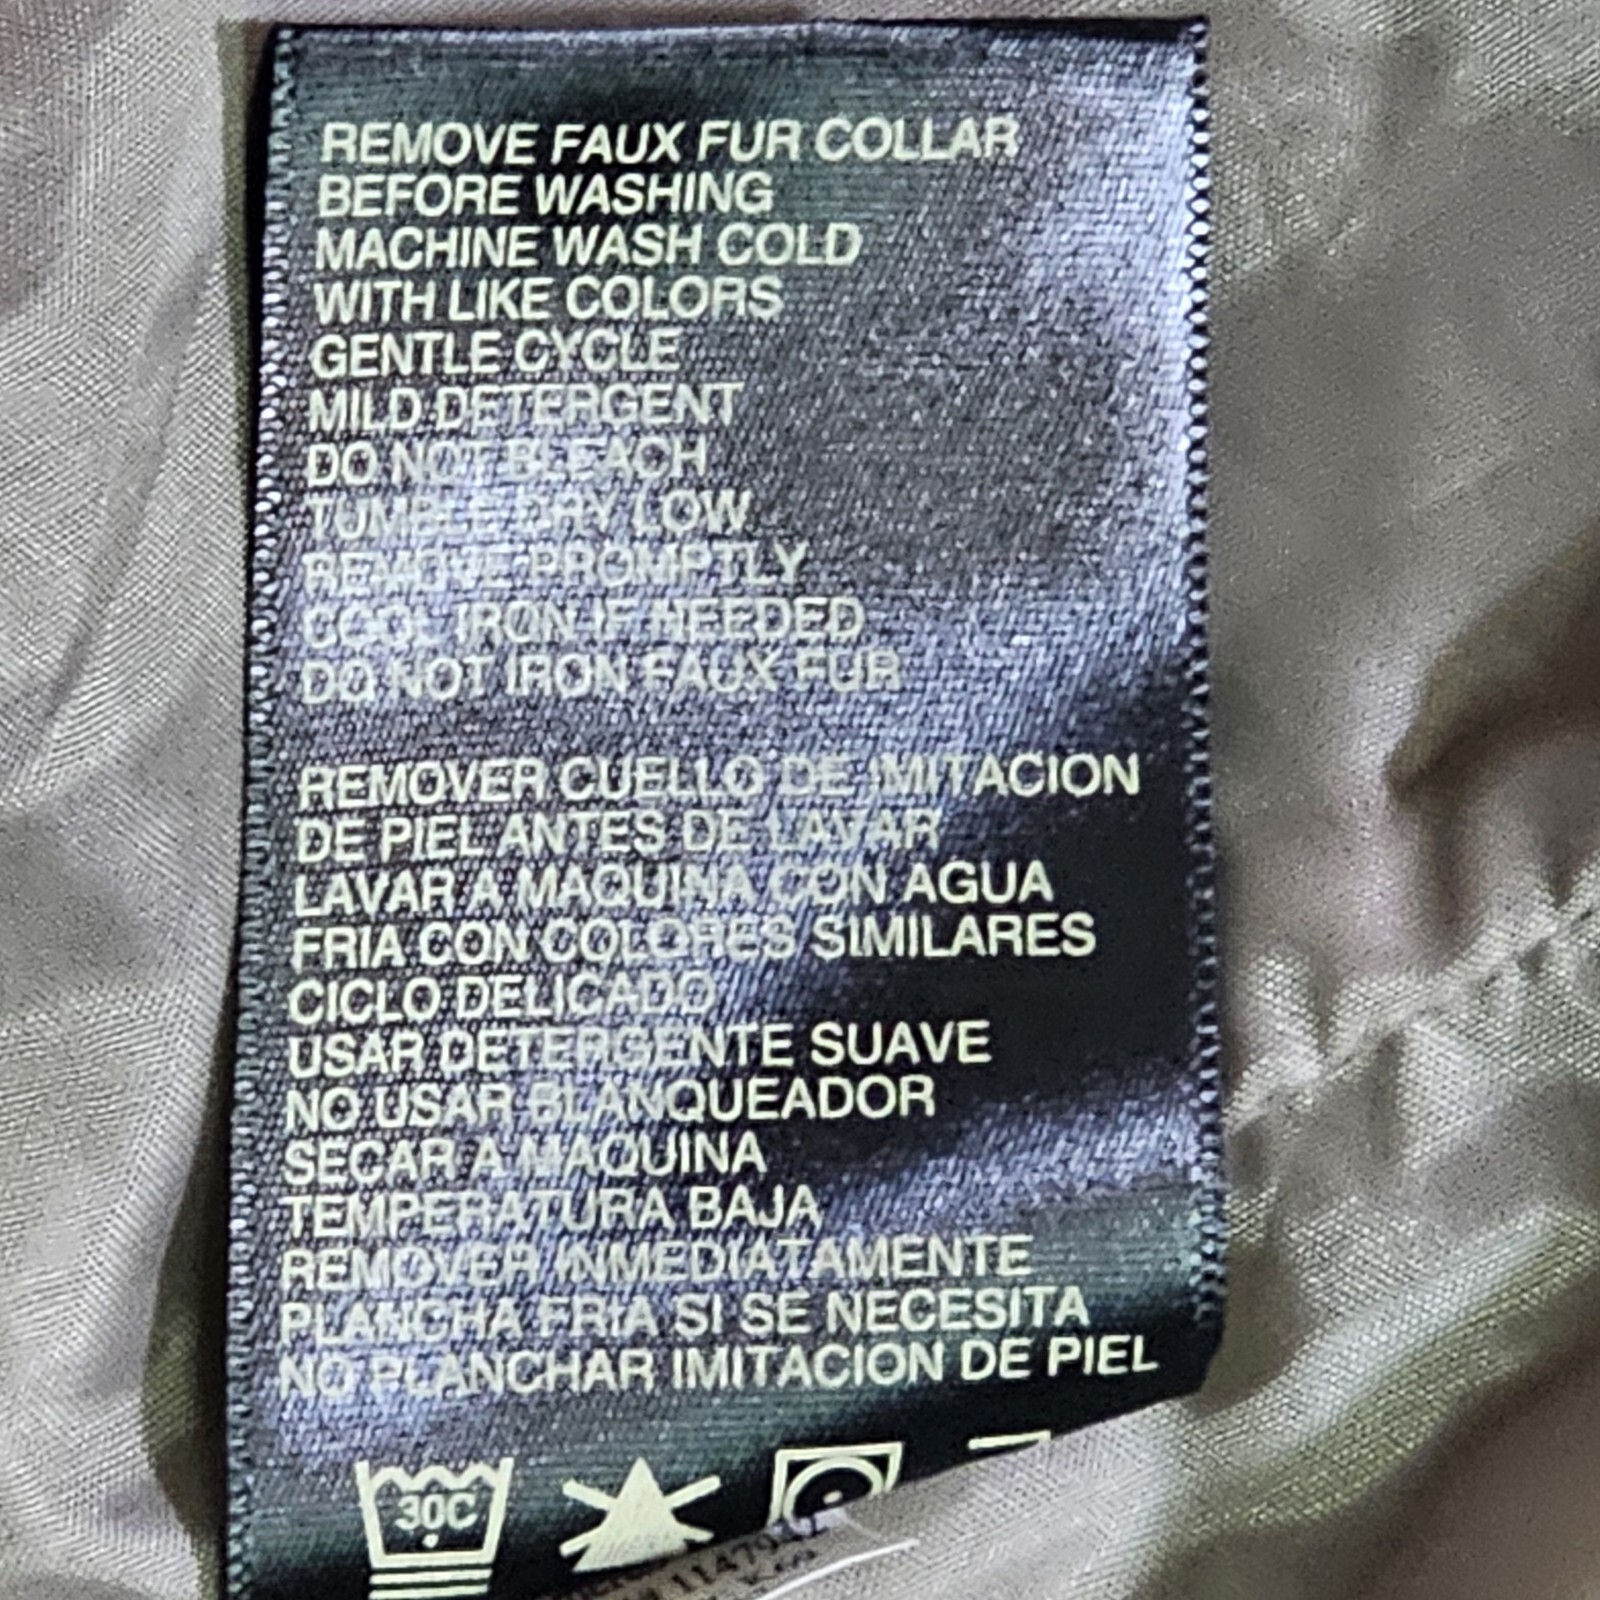 REMOVE FAUX FUR COLLAR
BEFORE WASHING
MACHINE WASH COLD
WITH LIKE COLORS
GENTLE CYCLE
MILD DETERGENT
DO NOT BLEACH
TUMBLE DRY LOW
REMOVE PROMPTLY
COOL IRON IF NEEDED
DO NOT IRON FAUX FUR
REMOVER CUELLO DE IMITACION
DE PIEL ANTES DE LAVAR
LAVAR A MAQUINA CON AGUA
FRIA CON COLORES SIMILARES
CICLO DELICADO
USAR DETERGENTE SUAVE
NO USAR BLANQUEADOR
SECAR A MAQUINA
TEMPERATURA BAJA
REMOVER INMEDIATAMENTE
PLANCHA FRIA SI SE NECESITA
NO PLANCHAR IMITACION DE PIEL
30C